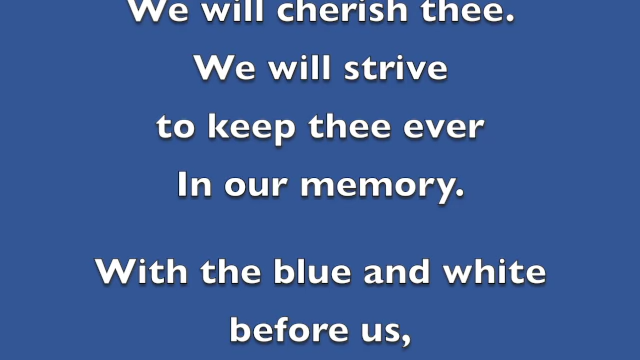 We will cherish thee.
We will strive
to keep thee ever
In our memory.
With the blue and white
before us,